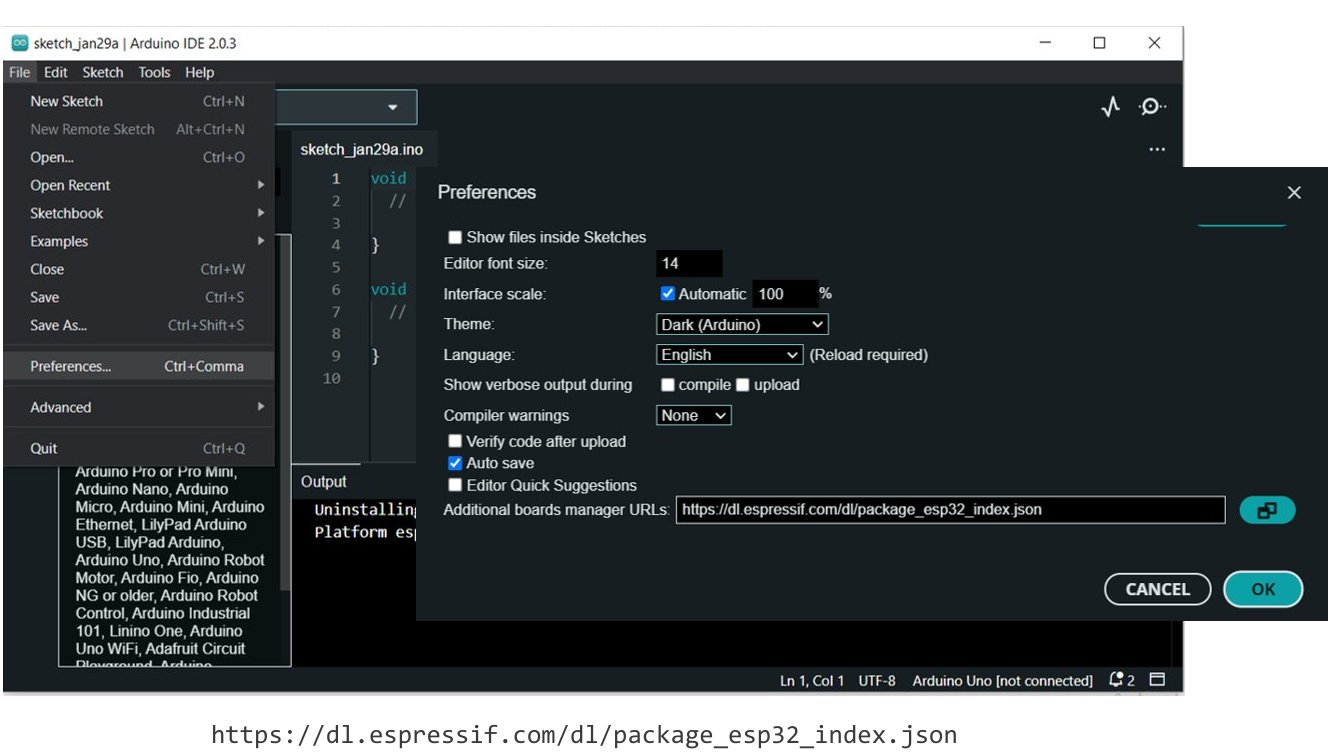 sketch_jan29a | Arduino IDE 2.0.3
File Edit Sketch Tools Help
New Sketch Ctrl+N
New Remote Sketch Alt+Ctrl+N
Open... Ctrl+O
Open Recent
Sketchbook
Examples
Close Ctrl+W
Save Ctrl+S
Save As... Ctrl+Shift+S
Preferences... Ctrl+Comma
Advanced
Quit Ctrl+Q
Arduino Pro or Pro Mini,
Arduino Nano, Arduino
Micro, Arduino Mini, Arduino
Ethernet, LilyPad Arduino
USB, LilyPad Arduino,
Arduino Uno, Arduino Robot
Motor, Arduino Fio, Arduino
NG or older, Arduino Robot
Control, Arduino Industrial
101, Linino One, Arduino
Uno WiFi, Adafruit Circuit
Playground, Arduino
sketch_jan29a.ino
1 void
2 //
3
4 }
5
6 void
7 //
8
9 }
10
Output
Uninstalling
Platform esp
Preferences
Show files inside Sketches
Editor font size: 14
Interface scale: Automatic 100 %
Theme: Dark (Arduino)
Language: English (Reload required)
Show verbose output during compile upload
Compiler warnings None
Verify code after upload
Auto save
Editor Quick Suggestions
Additional boards manager URLs: https://dl.espressif.com/dl/package_esp32_index.json
CANCEL OK
Ln 1, Col 1 UTF-8 Arduino Uno [not connected] 2
https://dl.espressif.com/dl/package_esp32_index.json